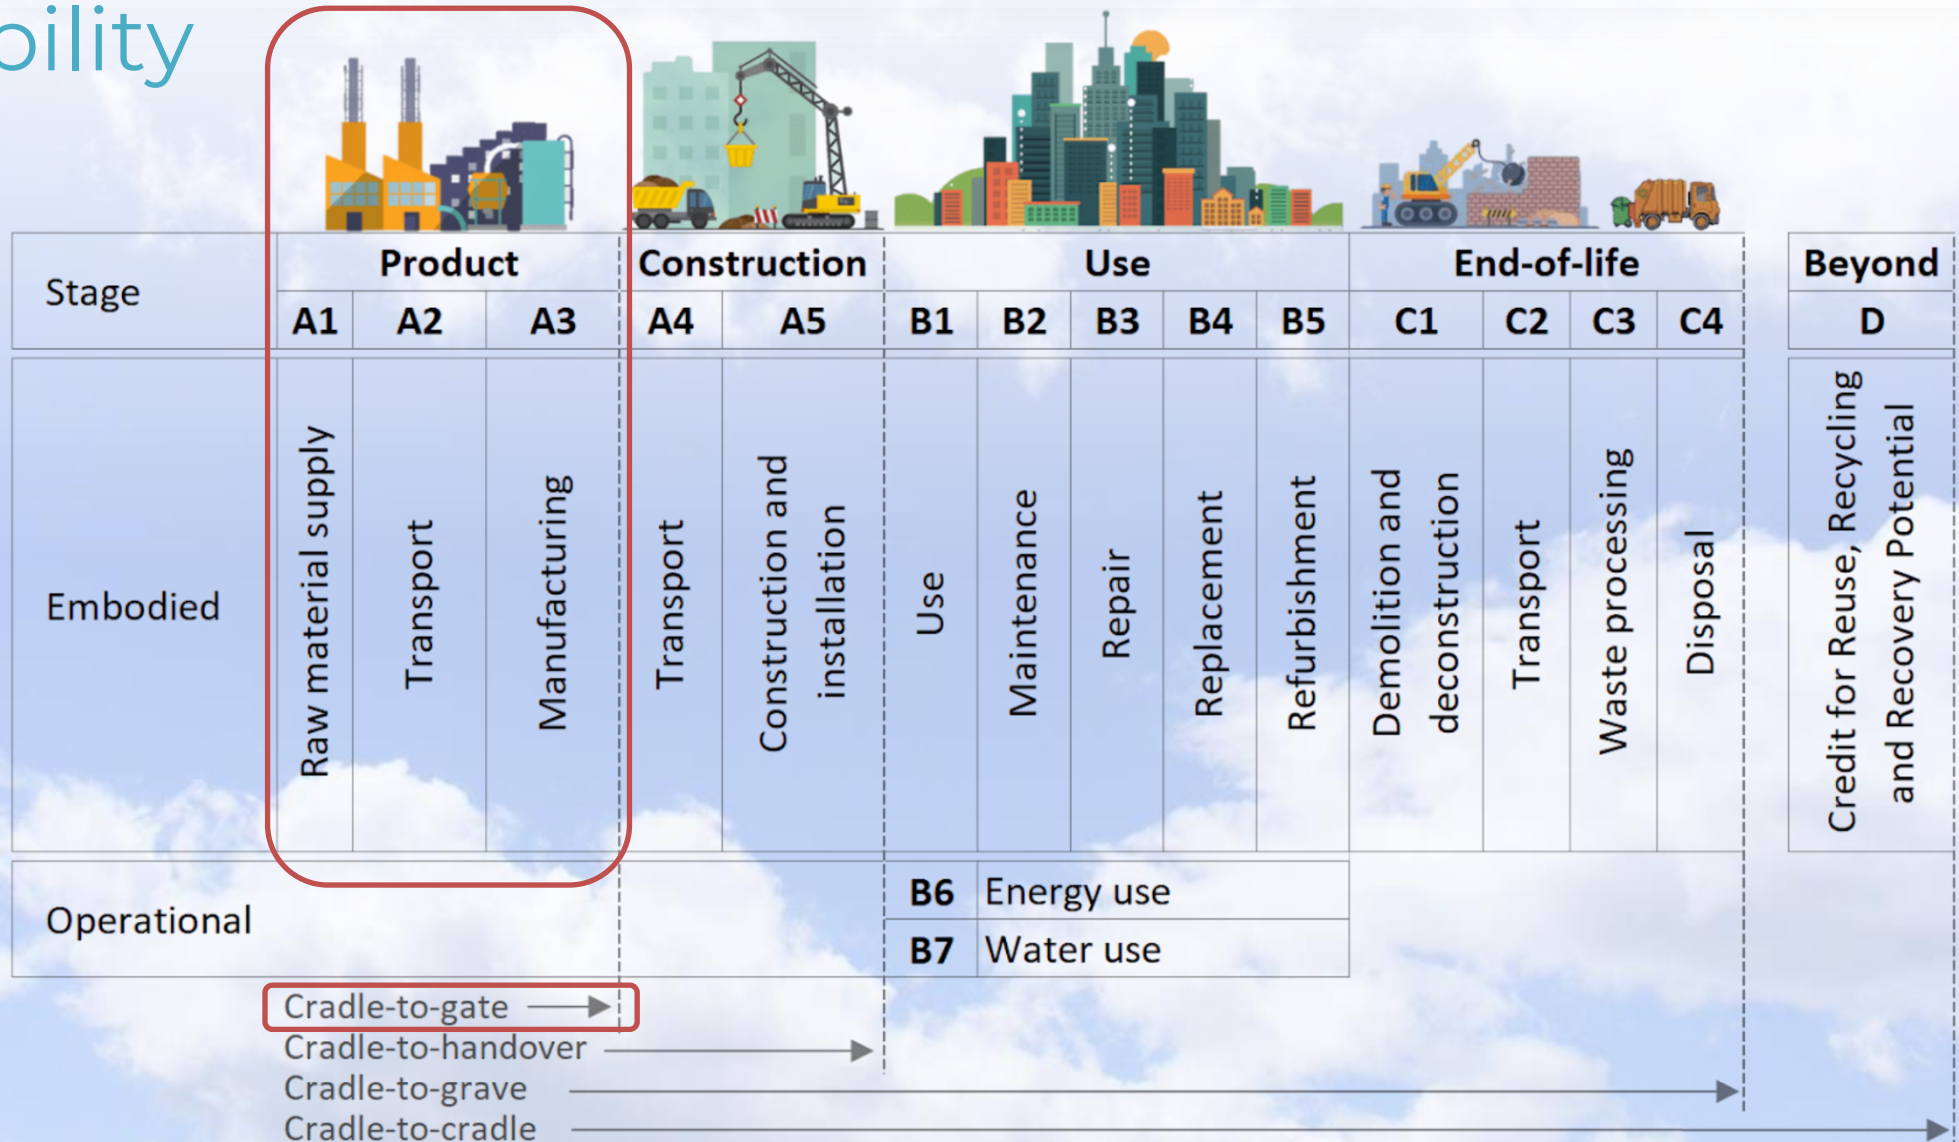 bility
Stage
Product
Construction
Use
End-of-life
Beyond
A1
A2
A3
A4
A5
B1
B2
B3
B4
B5
C1
C2
C3
C4
D
Embodied
Raw material supply
Transport
Manufacturing
Transport
Construction and
installation
Use
Maintenance
Repair
Replacement
Refurbishment
Demolition and
deconstruction
Transport
Waste processing
Disposal
Credit for Reuse, Recycling
and Recovery Potential
Operational
B6 Energy use
B7 Water use
Cradle-to-gate
Cradle-to-handover
Cradle-to-grave
Cradle-to-cradle